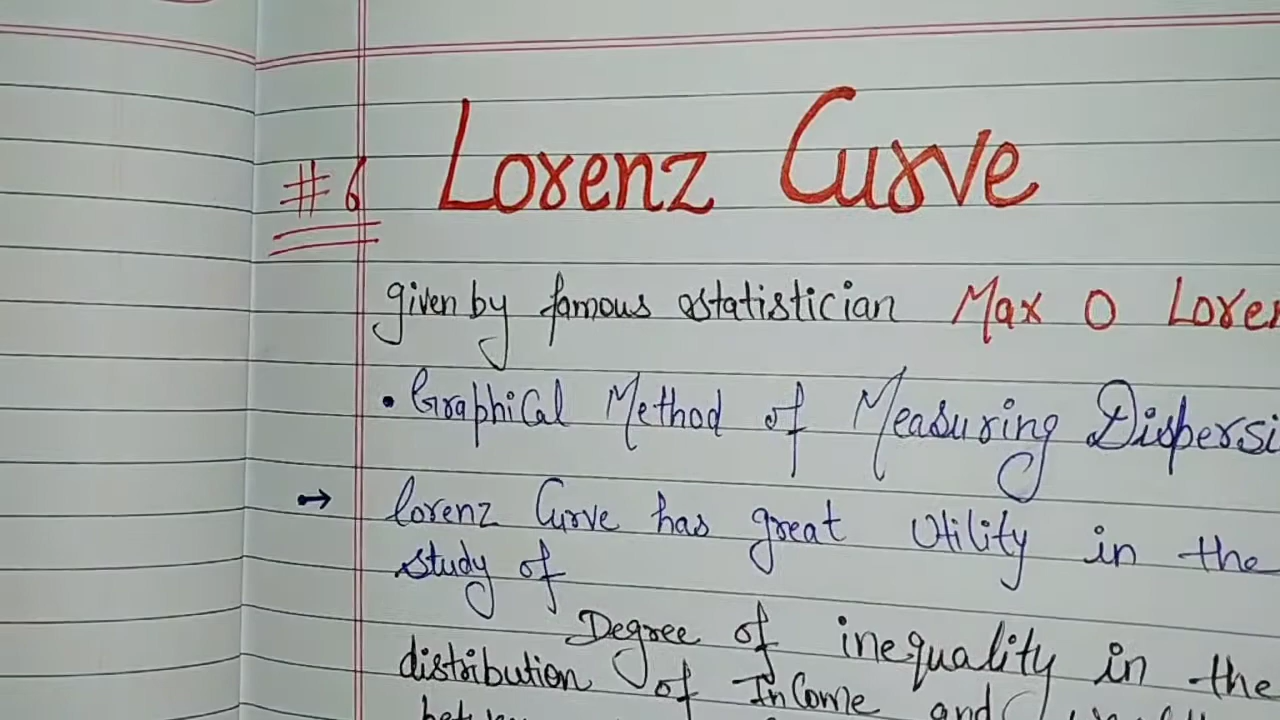 #6 Lorenz Curve
given by famous statistician Max O Loren
• Graphical Method of Measuring Dispersi
→ Lorenz Curve has great Utility in the
study of
Degree of inequality in the
distribution of Income and